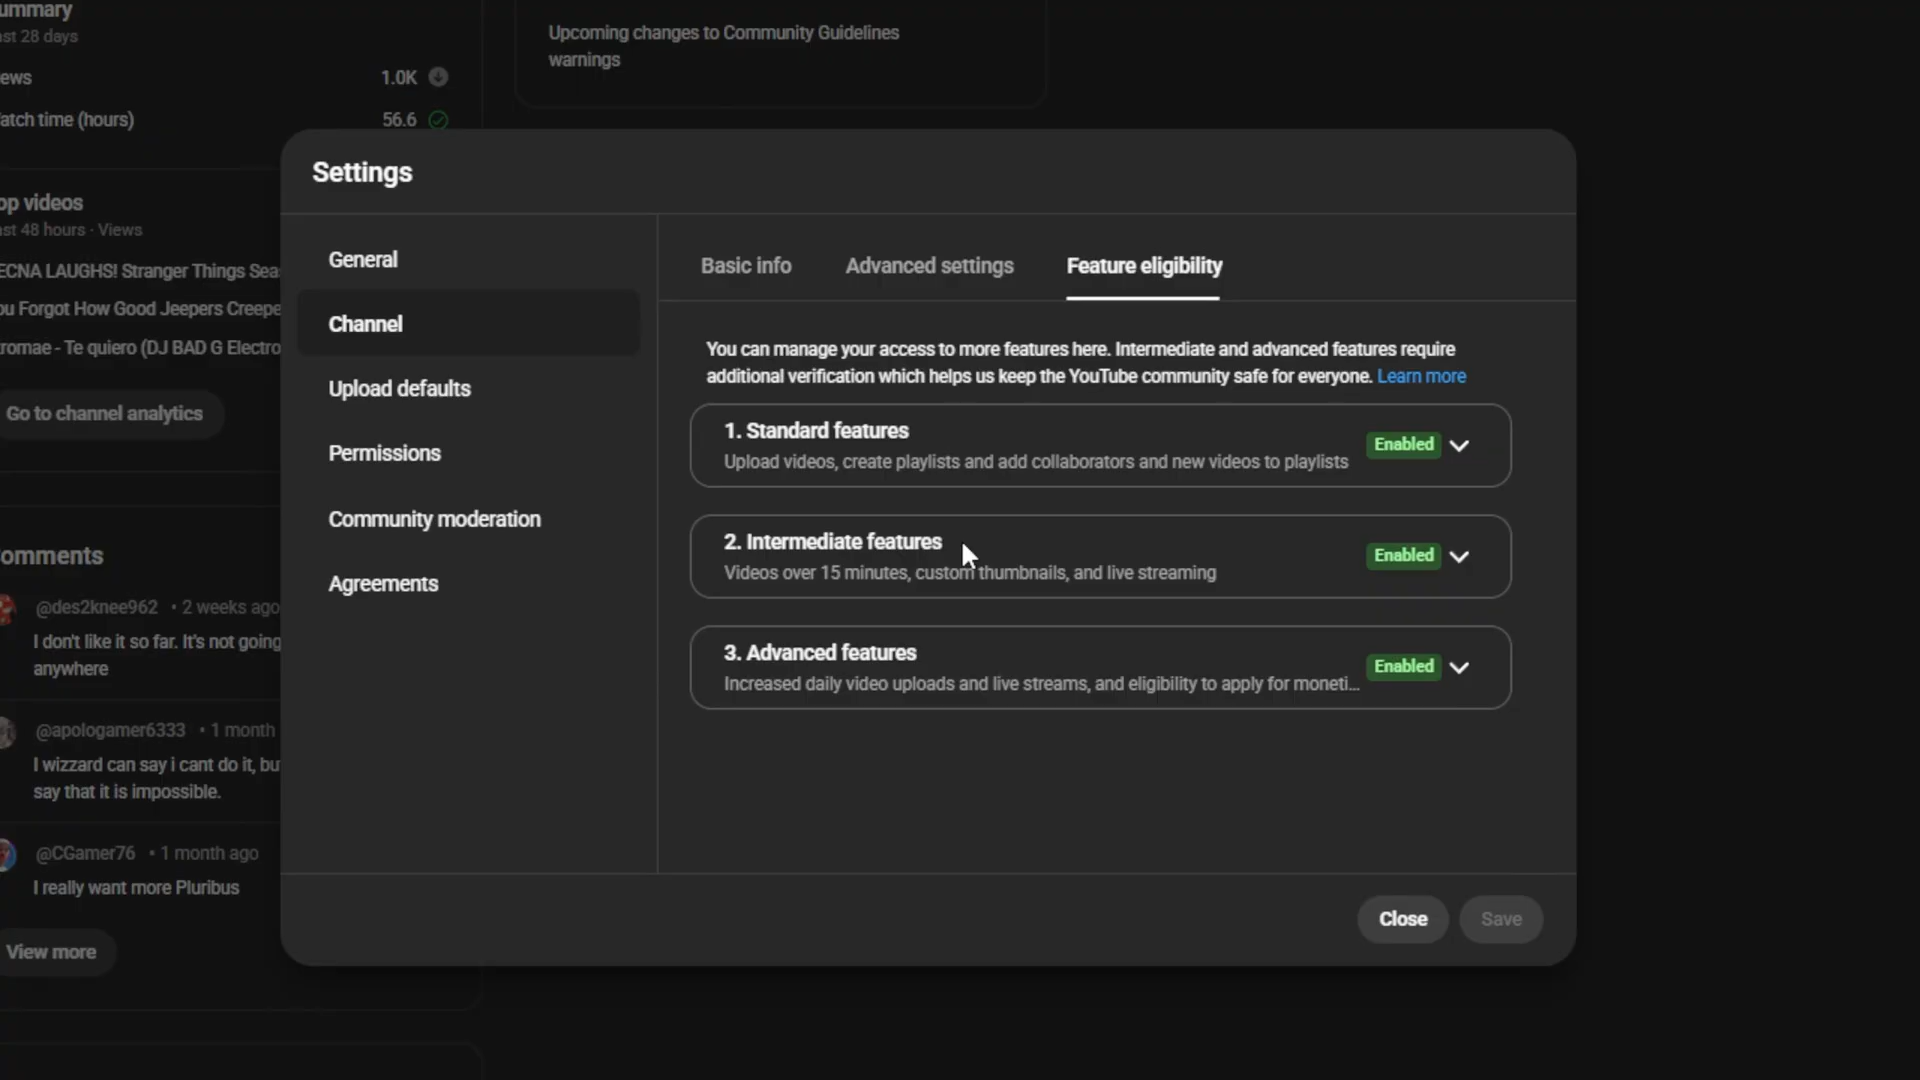 ummary
ast 28 days
ews 1.0K
atch time (hours) 56.6
op videos
ast 48 hours · Views
ECNA LAUGHS! Stranger Things Sea
ou Forgot How Good Jeepers Creepe
romae - Te quiero (DJ BAD G Electro
Go to channel analytics
omments
@des2knee962 • 2 weeks ago
I don't like it so far. It's not going
anywhere
@apologamer6333 • 1 month
I wizzard can say i cant do it, bu
say that it is impossible.
@CGamer76 • 1 month ago
I really want more Pluribus
View more
Upcoming changes to Community Guidelines
warnings
Settings
General
Channel
Upload defaults
Permissions
Community moderation
Agreements
Basic info Advanced settings Feature eligibility
You can manage your access to more features here. Intermediate and advanced features require
additional verification which helps us keep the YouTube community safe for everyone. Learn more
1. Standard features
Upload videos, create playlists and add collaborators and new videos to playlists
Enabled
2. Intermediate features
Videos over 15 minutes, custom thumbnails, and live streaming
Enabled
3. Advanced features
Increased daily video uploads and live streams, and eligibility to apply for moneti...
Enabled
Close Save